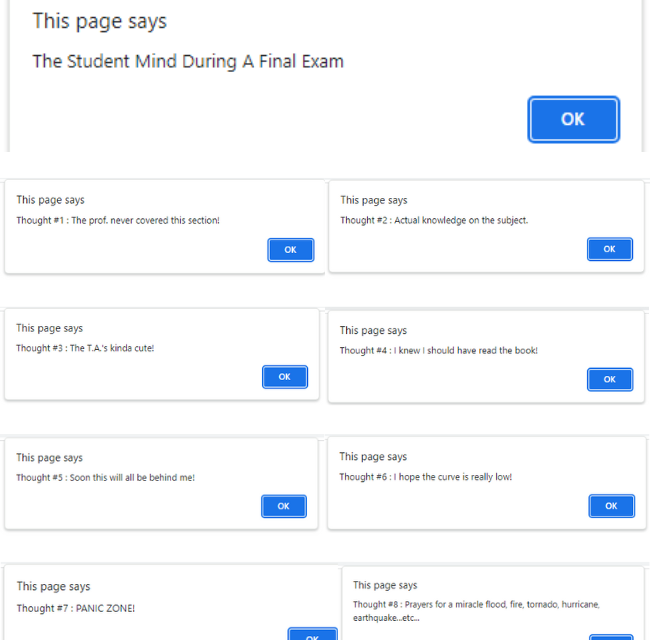 This page says
The Student Mind During A Final Exam
OK
This page says
Thought #1 : The prof. never covered this section!
OK
This page says
Thought #2 : Actual knowledge on the subject.
OK
This page says
Thought #3 : The T.A.'s kinda cute!
OK
This page says
Thought #4 : I knew I should have read the book!
OK
This page says
Thought #5 : Soon this will all be behind me!
OK
This page says
Thought #6 : I hope the curve is really low!
OK
This page says
Thought #7 : PANIC ZONE!
OK
This page says
Thought #8 : Prayers for a miracle flood, fire, tornado, hurricane,
earthquake...etc...